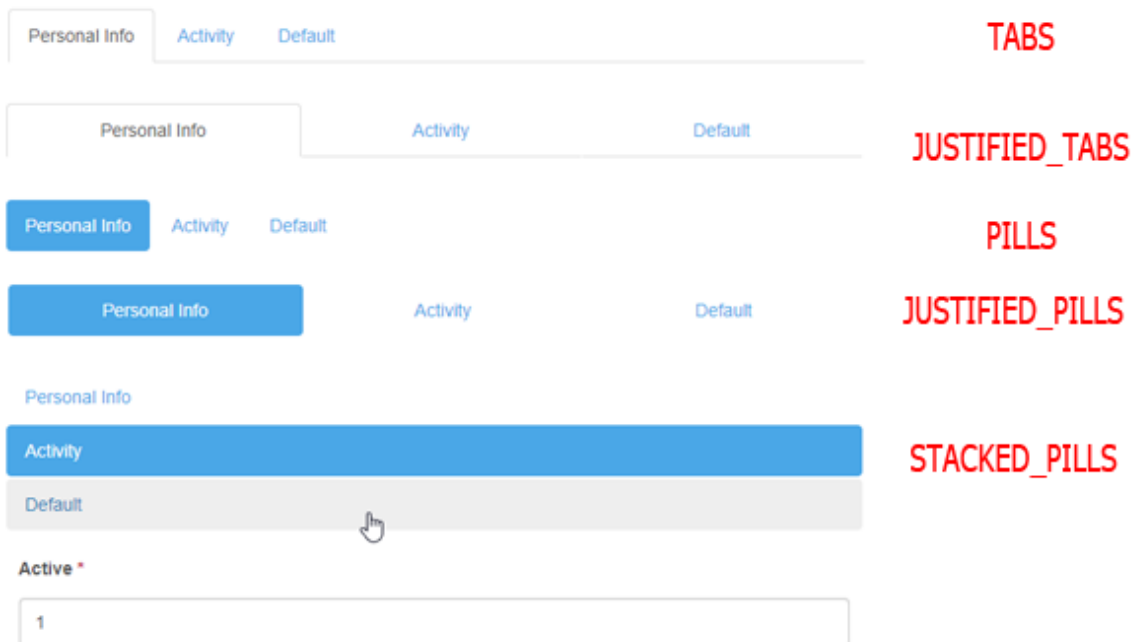 Personal Info Activity Default TABS
Personal Info Activity Default JUSTIFIED_TABS
Personal Info Activity Default PILLS
Personal Info Activity Default JUSTIFIED_PILLS
Personal Info
Activity STACKED_PILLS
Default
Active *
1